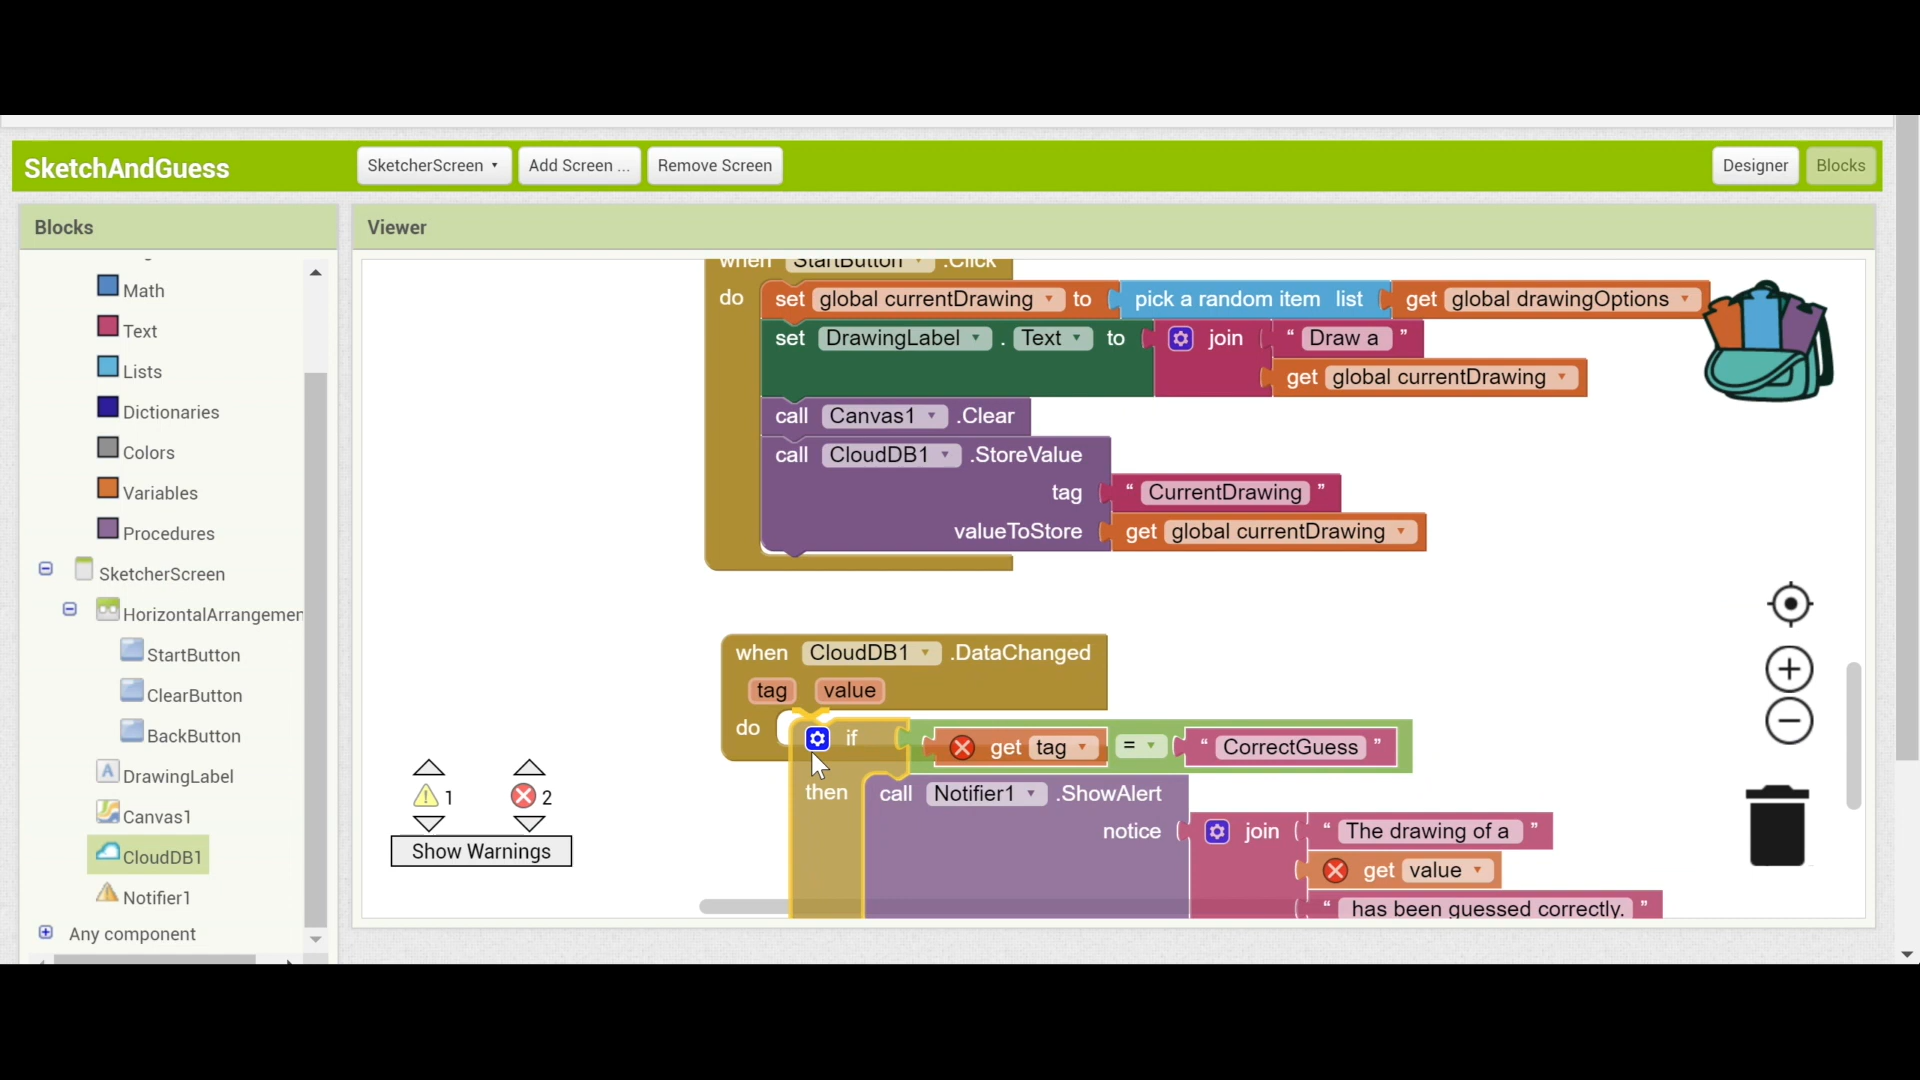 SketchAndGuess
SketcherScreen
Add Screen ...
Remove Screen
Designer
Blocks
Blocks
Viewer
Math
Text
Lists
Dictionaries
Colors
Variables
Procedures
SketcherScreen
HorizontalArrangemen
StartButton
ClearButton
BackButton
DrawingLabel
Canvas1
CloudDB1
Notifier1
Any component
when StartButton .Click
do set global currentDrawing to pick a random item list get global drawingOptions
set DrawingLabel . Text to join “ Draw a ”
get global currentDrawing
call Canvas1 .Clear
call CloudDB1 .StoreValue
tag “ CurrentDrawing ”
valueToStore get global currentDrawing
when CloudDB1 .DataChanged
tag value
do if get tag = “ CorrectGuess ”
then call Notifier1 .ShowAlert
notice join “ The drawing of a ”
get value
“ has been guessed correctly. ”
1 2
Show Warnings